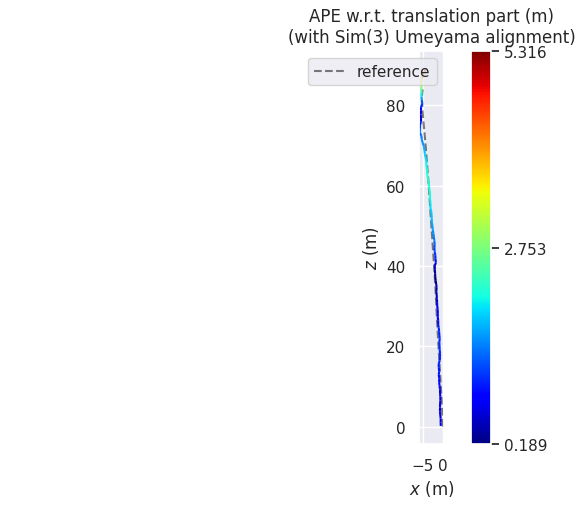 APE w.r.t. translation part (m)
(with Sim(3) Umeyama alignment)
reference
5.316
2.753
0.189
80
60
40
20
0
z (m)
−5 0
x (m)